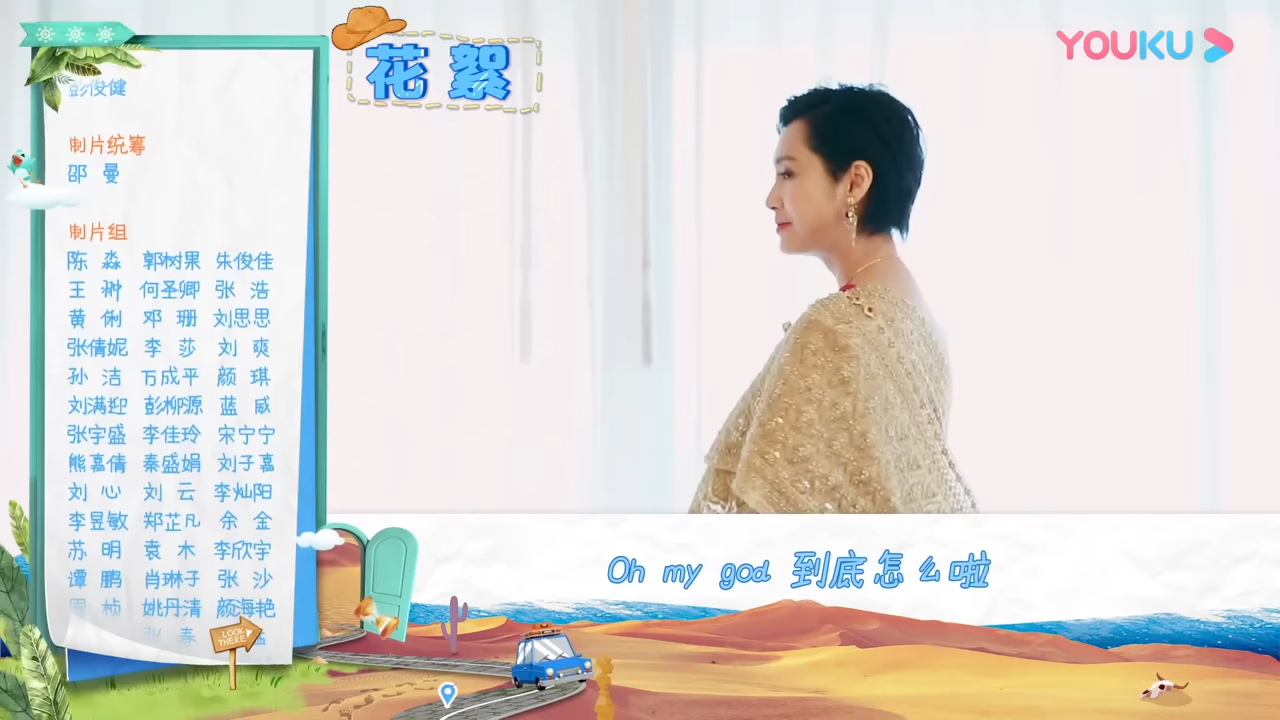 花絮
YOUKU
彭俊健
制片统筹
邵 曼
制片组
陈 淼 郭树果 朱俊佳
王 翀 何圣卿 张 浩
黄 俐 邓 珊 刘思思
张倩妮 李 莎 刘 爽
孙 洁 万成平 颜 琪
刘满迎 彭柳源 蓝 威
张宇盛 李佳玲 宋宁宁
熊嘉倩 秦盛娟 刘子嘉
刘 心 刘 云 李灿阳
李昱敏 郑芷凡 余 金
苏 明 袁 木 李欣宇
谭 鹏 肖琳子 张 沙
周 桢 姚丹清 颜海艳
张 春
LOOK
THERE
Oh my god 到底怎么啦